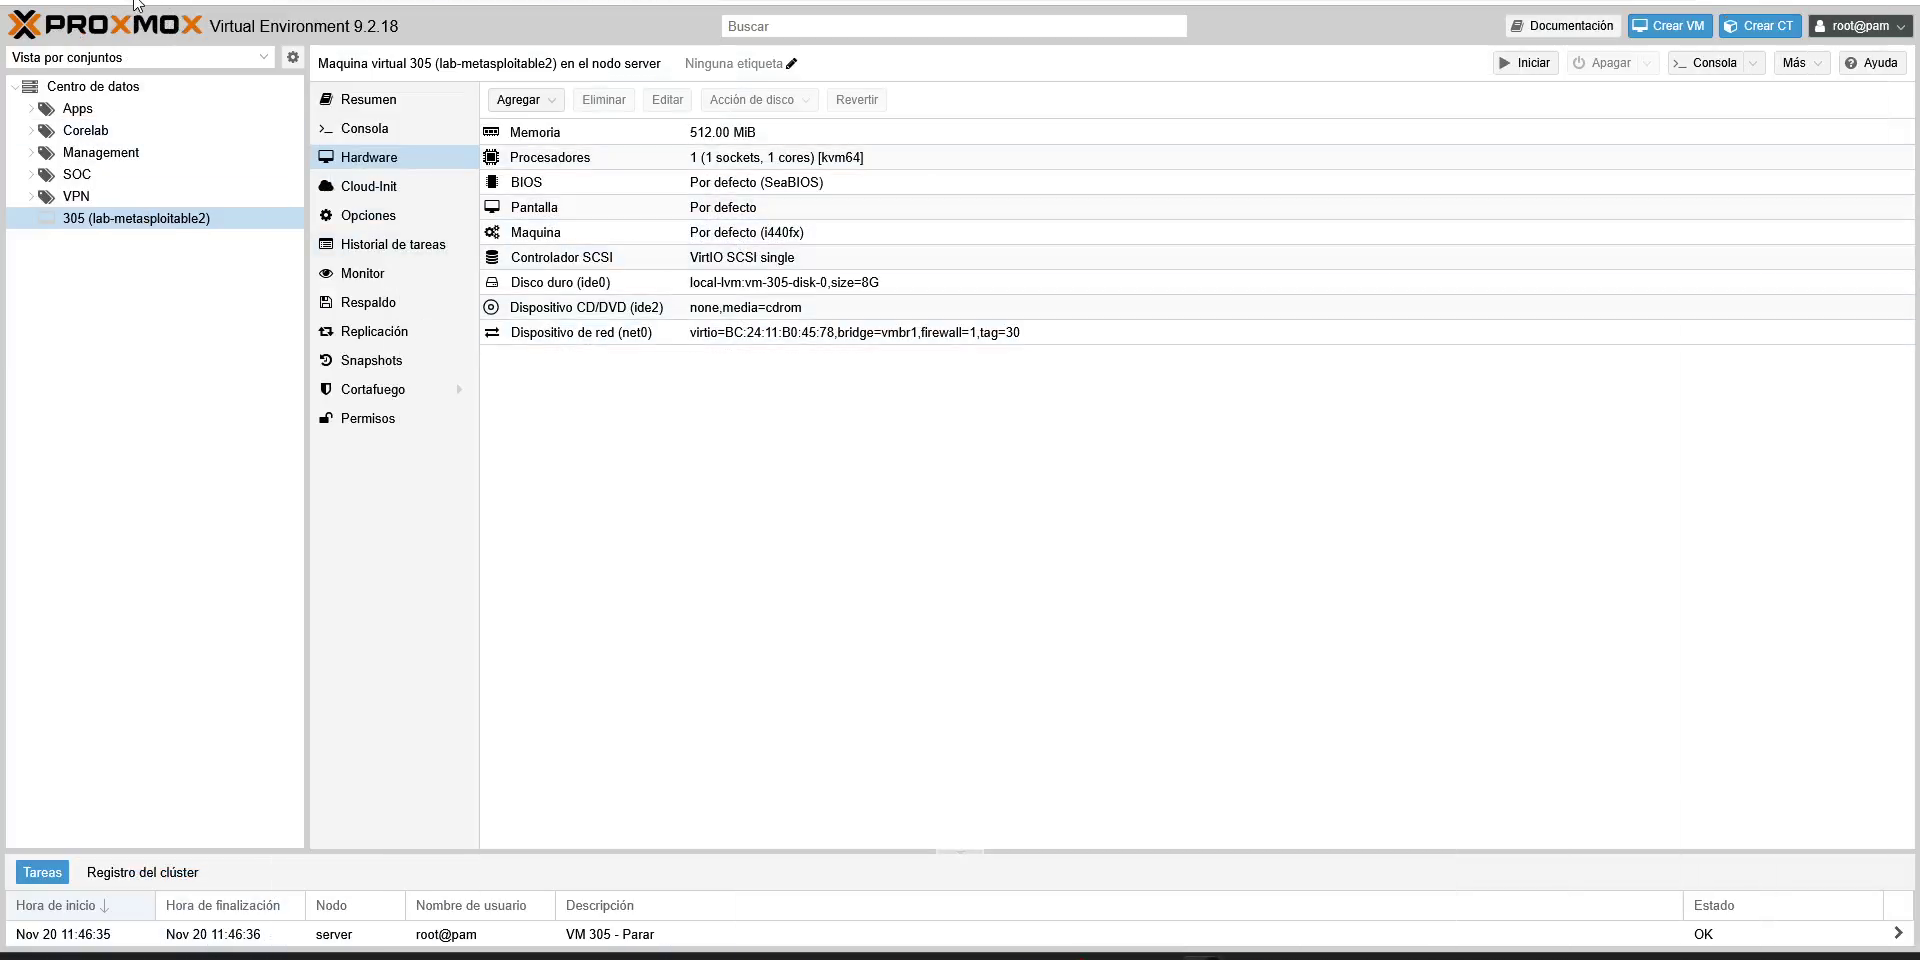 PROXMOX Virtual Environment 9.2.18
Buscar
Documentación
Crear VM
Crear CT
root@pam
Vista por conjuntos
Centro de datos
Apps
Corelab
Management
SOC
VPN
305 (lab-metasploitable2)
Maquina virtual 305 (lab-metasploitable2) en el nodo server
Ninguna etiqueta
Iniciar
Apagar
Consola
Más
Ayuda
Resumen
Consola
Hardware
Cloud-Init
Opciones
Historial de tareas
Monitor
Respaldo
Replicación
Snapshots
Cortafuego
Permisos
Agregar
Eliminar
Editar
Acción de disco
Revertir
Memoria 512.00 MiB
Procesadores 1 (1 sockets, 1 cores) [kvm64]
BIOS Por defecto (SeaBIOS)
Pantalla Por defecto
Maquina Por defecto (i440fx)
Controlador SCSI VirtIO SCSI single
Disco duro (ide0) local-lvm:vm-305-disk-0,size=8G
Dispositivo CD/DVD (ide2) none,media=cdrom
Dispositivo de red (net0) virtio=BC:24:11:B0:45:78,bridge=vmbr1,firewall=1,tag=30
Tareas
Registro del clúster
Hora de inicio Hora de finalización Nodo Nombre de usuario Descripción Estado
Nov 20 11:46:35 Nov 20 11:46:36 server root@pam VM 305 - Parar OK